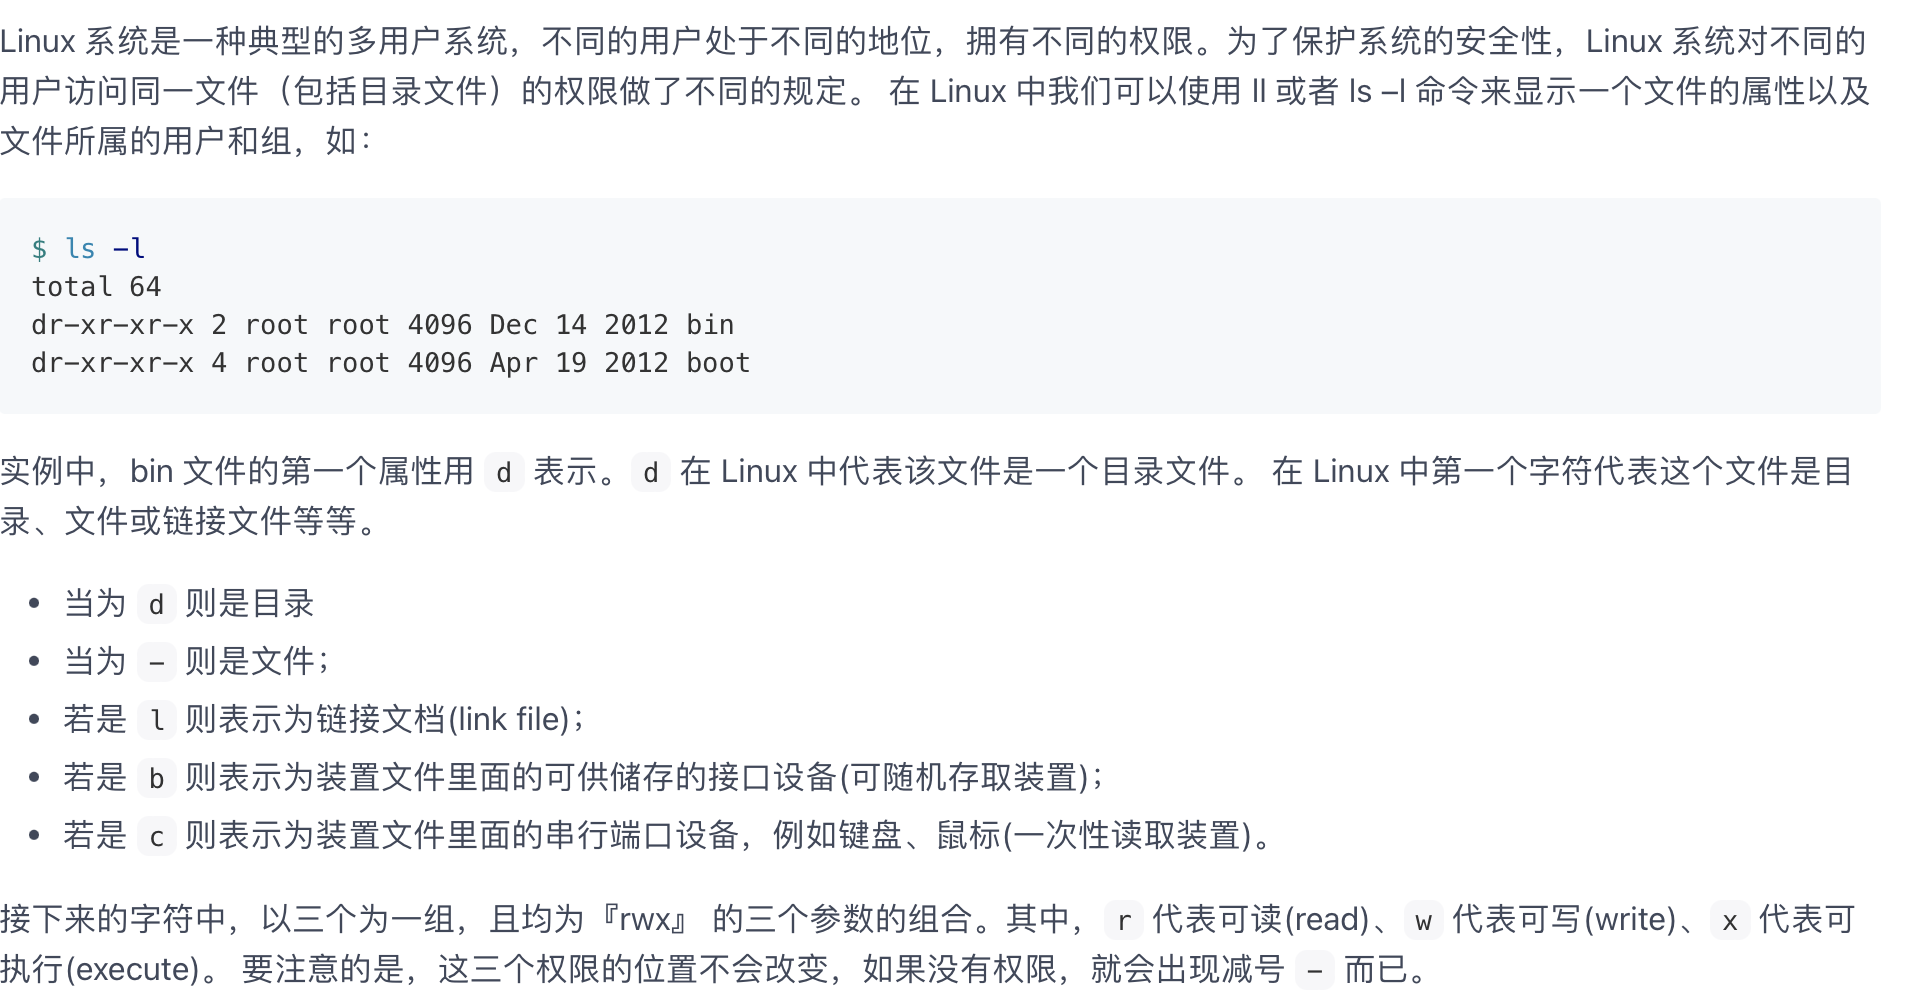 Linux 系统是一种典型的多用户系统，不同的用户处于不同的地位，拥有不同的权限。为了保护系统的安全性，Linux 系统对不同的
用户访问同一文件（包括目录文件）的权限做了不同的规定。 在 Linux 中我们可以使用 ll 或者 ls –l 命令来显示一个文件的属性以及
文件所属的用户和组，如：
$ ls -l
total 64
dr-xr-xr-x 2 root root 4096 Dec 14 2012 bin
dr-xr-xr-x 4 root root 4096 Apr 19 2012 boot
实例中，bin 文件的第一个属性用 d 表示。d 在 Linux 中代表该文件是一个目录文件。 在 Linux 中第一个字符代表这个文件是目
录、文件或链接文件等等。
• 当为 d 则是目录
• 当为 - 则是文件；
• 若是 l 则表示为链接文档(link file)；
• 若是 b 则表示为装置文件里面的可供储存的接口设备(可随机存取装置)；
• 若是 c 则表示为装置文件里面的串行端口设备，例如键盘、鼠标(一次性读取装置)。
接下来的字符中，以三个为一组，且均为『rwx』 的三个参数的组合。其中，r 代表可读(read)、w 代表可写(write)、x 代表可
执行(execute)。 要注意的是，这三个权限的位置不会改变，如果没有权限，就会出现减号 - 而已。